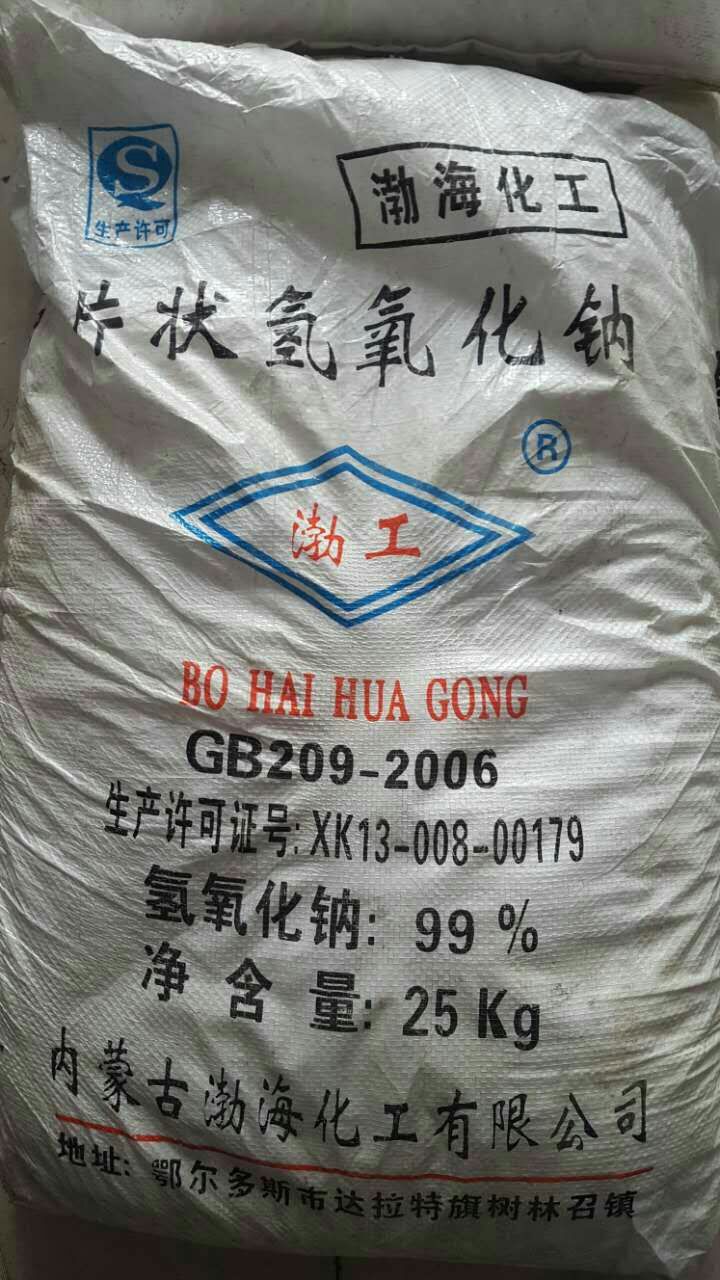 S
生产许可
渤海化工
片状氢氧化钠
®
渤工
BO HAI HUA GONG
GB209-2006
生产许可证号:XK13-008-00179
氢氧化钠:99%
净含量:25Kg
内蒙古渤海化工有限公司
地址:鄂尔多斯市达拉特旗树林召镇